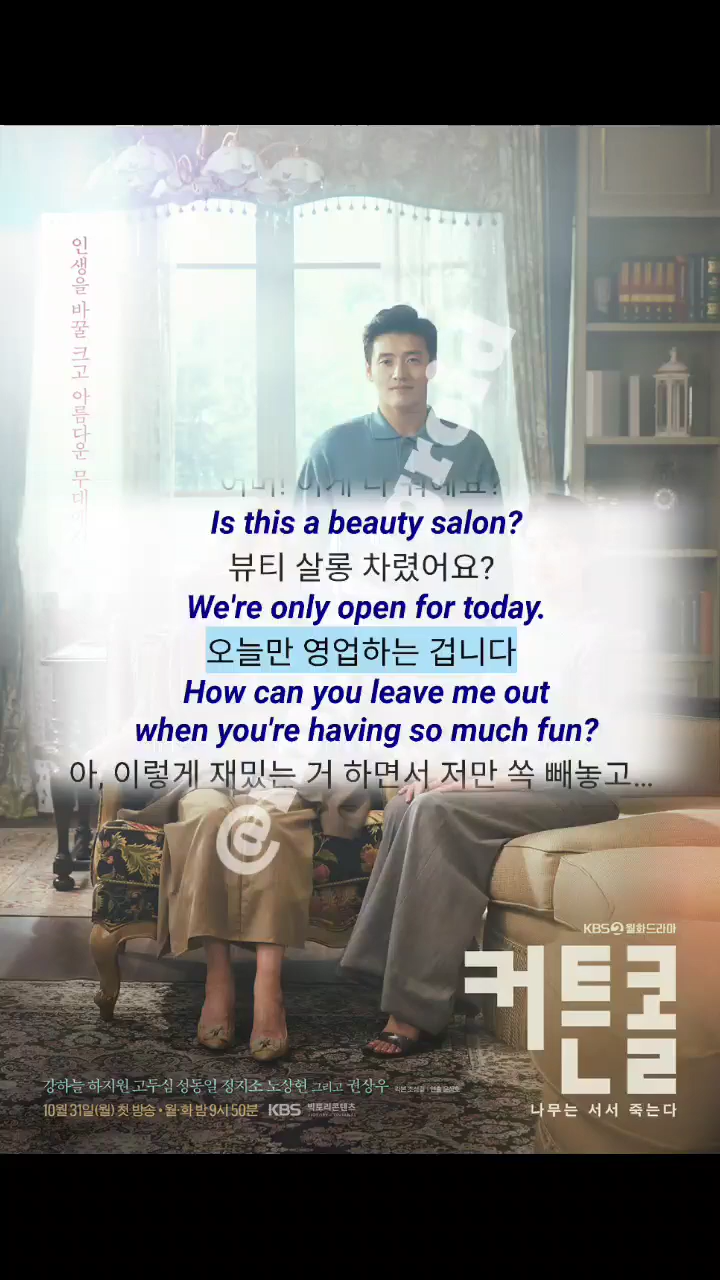 인생을 바꿀 크고 아름다운 무대
Is this a beauty salon?
뷰티 살롱 차렸어요?
We're only open for today.
오늘만 영업하는 겁니다
How can you leave me out
when you're having so much fun?
아, 이렇게 재밌는 거 하면서 저만 쏙 빼놓고...
@
KBS2 월화드라마
커튼콜
나무는 서서 죽는다
강하늘 하지원 고두심 성동일 정지소 노상현 그리고 권상우
10월 31일(월) 첫 방송 • 월·화 밤 9시 50분 KBS 빅토리콘텐츠